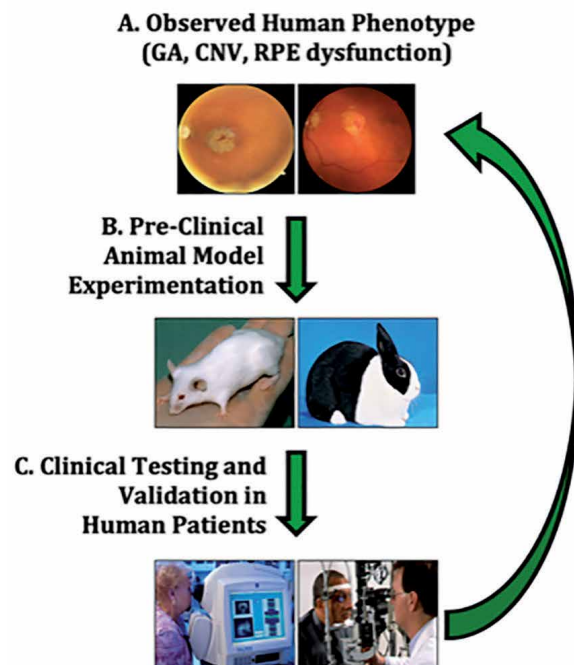 A. Observed Human Phenotype
(GA, CNV, RPE dysfunction)
B. Pre-Clinical
Animal Model
Experimentation
C. Clinical Testing and
Validation in
Human Patients